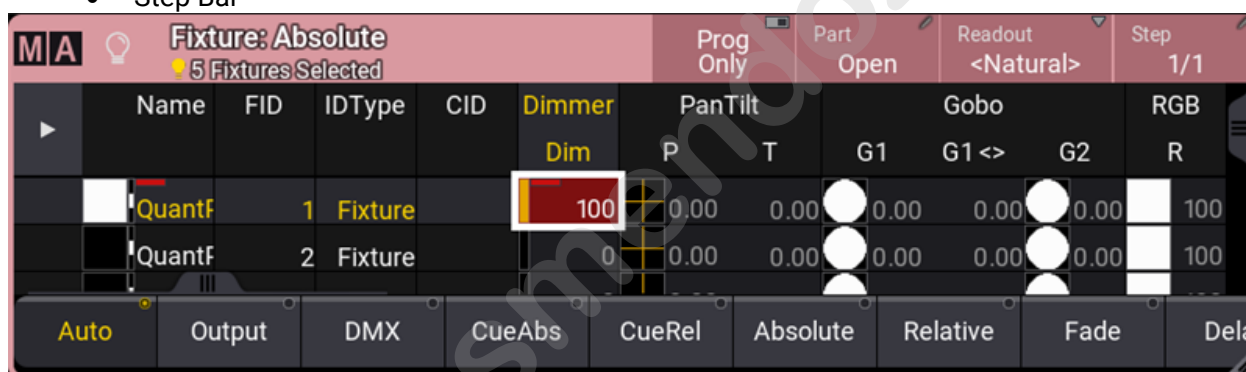 Step Bar
MA Fixture: Absolute Prog Only Part Open Readout <Natural> Step 1/1
5 Fixtures Selected
Name FID IDType CID Dimmer PanTilt Gobo RGB
Dim P T G1 G1 <> G2 R
QuantF 1 Fixture 100 0.00 0.00 0.00 0.00 0.00 100
QuantF 2 Fixture 0 0.00 0.00 0.00 0.00 0.00 100
Auto Output DMX CueAbs CueRel Absolute Relative Fade Dela